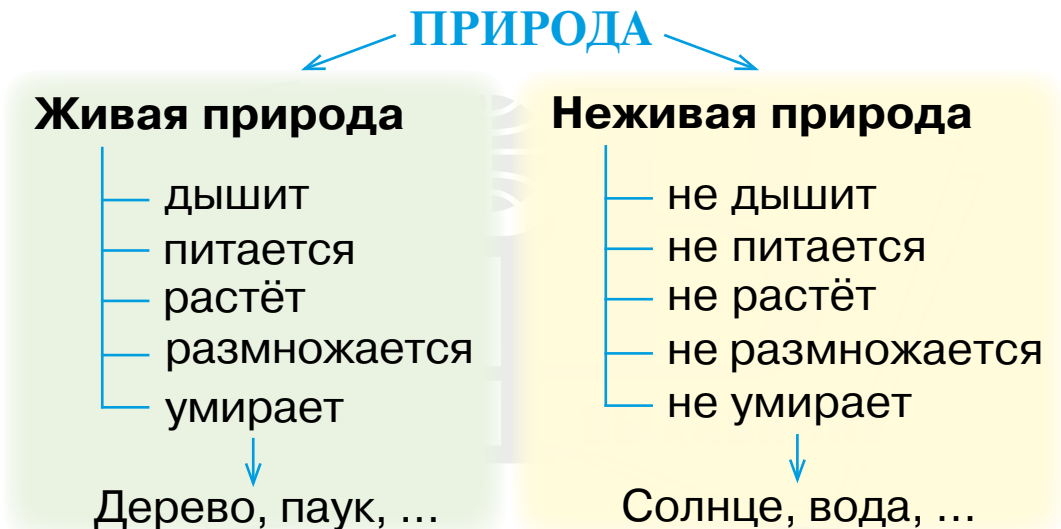 ПРИРОДА
Живая природа
дышит
питается
растёт
размножается
умирает
Дерево, паук, ...
Неживая природа
не дышит
не питается
не растёт
не размножается
не умирает
Солнце, вода, ...